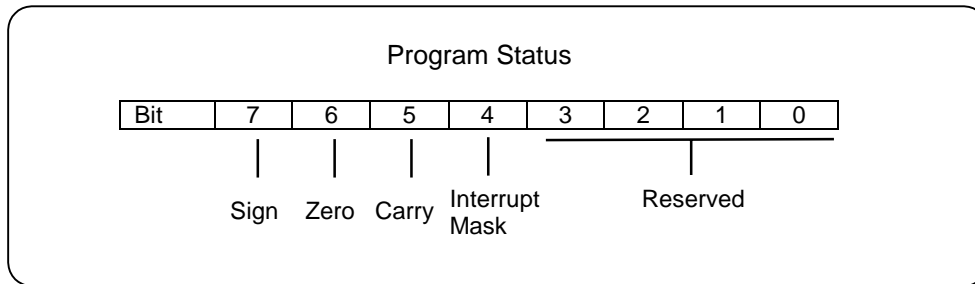 Program Status
Bit 7 6 5 4 3 2 1 0
Sign Zero Carry Interrupt Mask Reserved